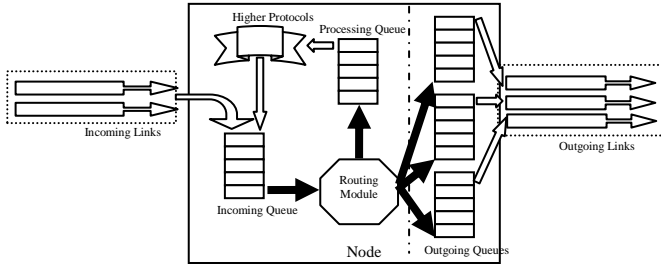 Higher Protocols
Processing Queue
Incoming Links
Outgoing Links
Routing
Module
Incoming Queue
Node
Outgoing Queues